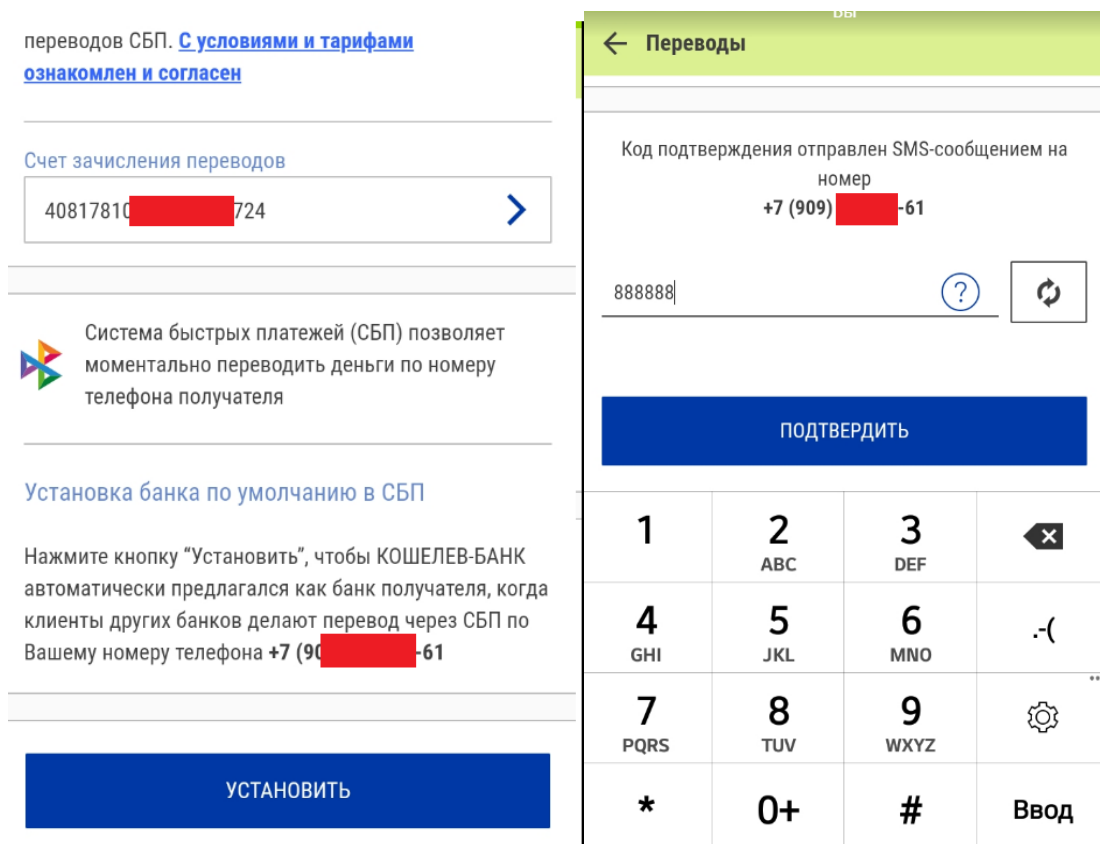 переводов СБП. С условиями и тарифами
ознакомлен и согласен
Счет зачисления переводов
40817810 724
Система быстрых платежей (СБП) позволяет
моментально переводить деньги по номеру
телефона получателя
Установка банка по умолчанию в СБП
Нажмите кнопку “Установить”, чтобы КОШЕЛЕВ-БАНК
автоматически предлагался как банк получателя, когда
клиенты других банков делают перевод через СБП по
Вашему номеру телефона +7 (90 -61
УСТАНОВИТЬ
Переводы
Код подтверждения отправлен SMS-сообщением на
номер
+7 (909) -61
888888
?
ПОДТВЕРДИТЬ
1 2 3
ABC DEF
4 5 6 .-(
GHI JKL MNO
7 8 9
PQRS TUV WXYZ
* 0+ # Ввод